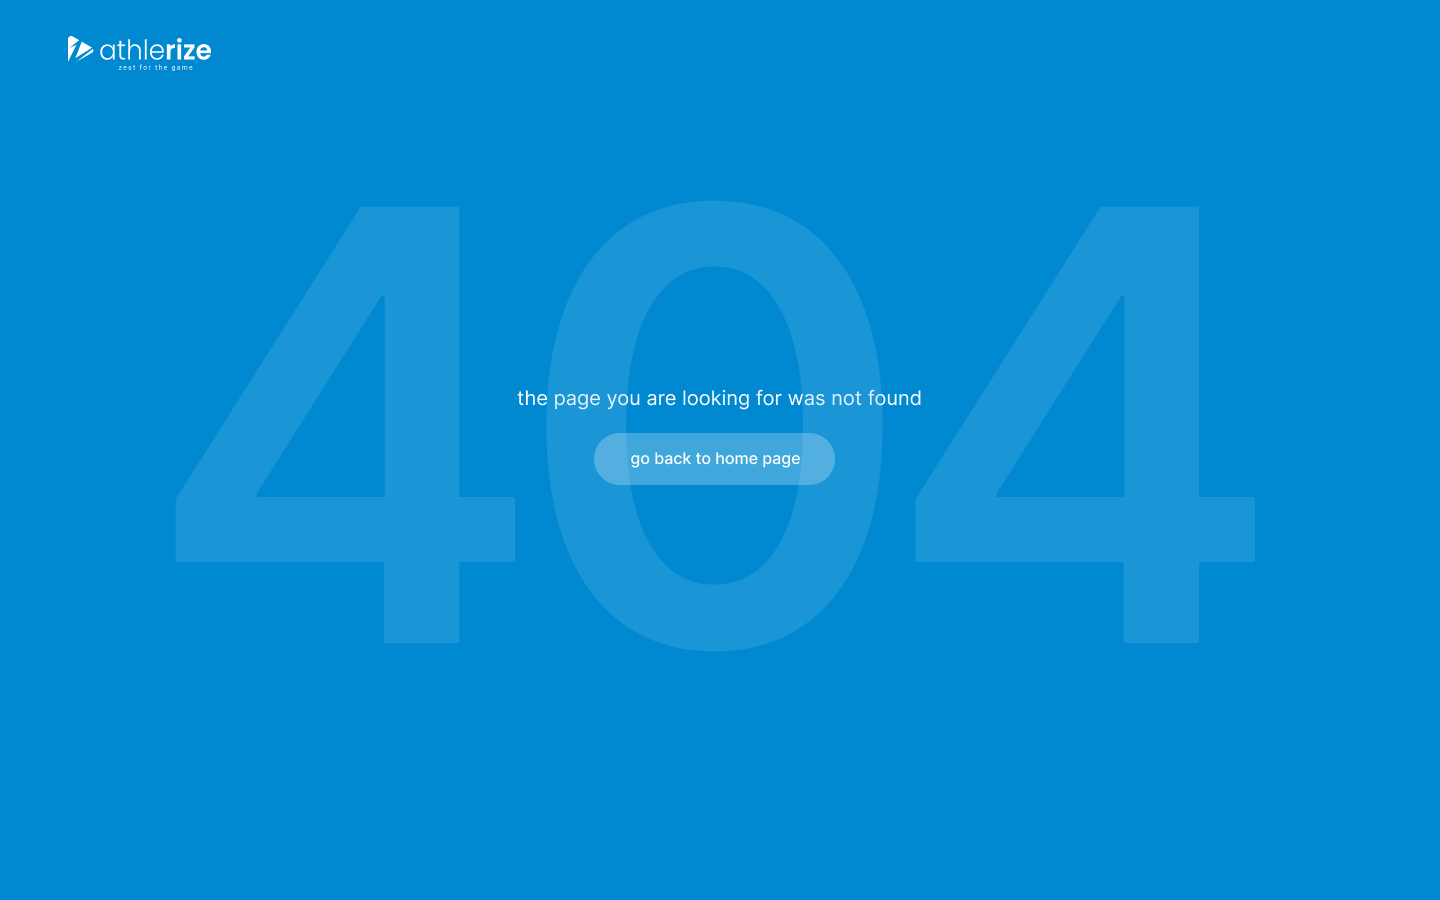 athlerize
zest for the game
404
the page you are looking for was not found
go back to home page